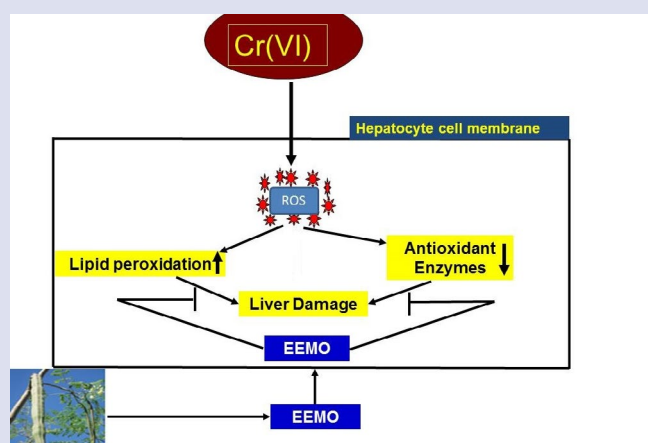 Cr(VI)
Hepatocyte cell membrane
ROS
Lipid peroxidation
Antioxidant
Enzymes
Liver Damage
EEMO
EEMO